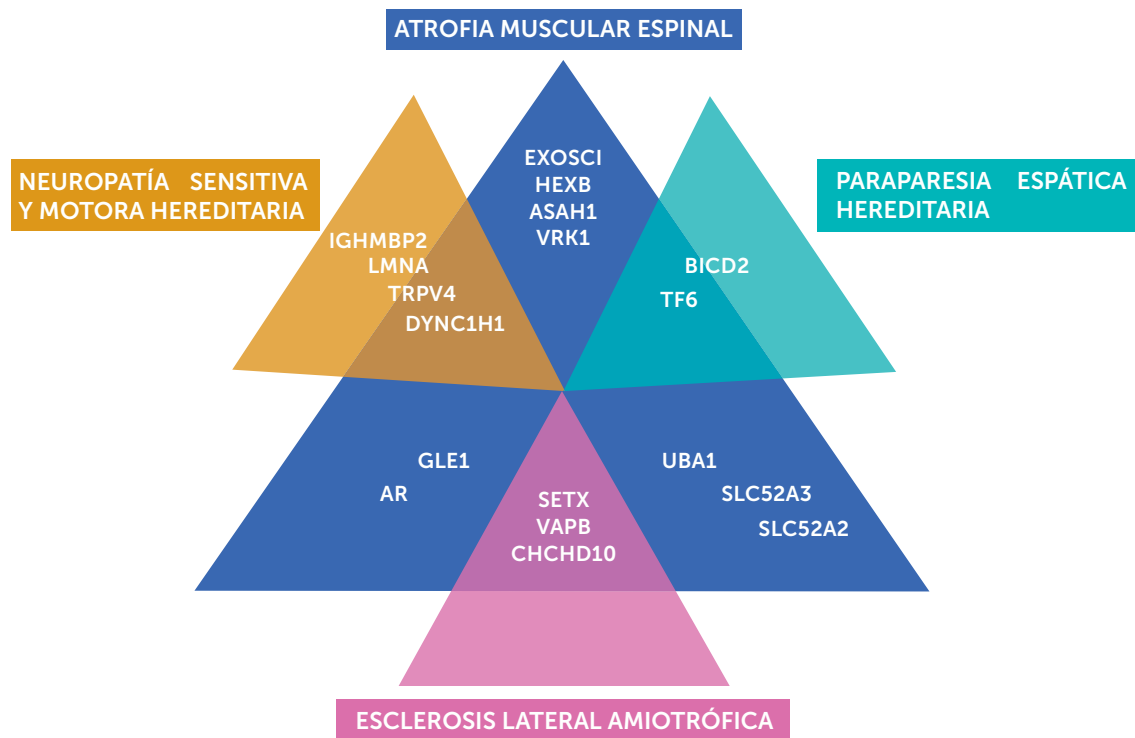 ATROFIA MUSCULAR ESPINAL
NEUROPATÍA SENSITIVA
Y MOTORA HEREDITARIA
EXOSCI
HEXB
ASAH1
VRK1
PARAPARESIA ESPÁTICA
HEREDITARIA
IGHMBP2
LMNA
TRPV4
DYNC1H1
BICD2
TF6
GLE1
AR
SETX
VAPB
CHCHD10
UBA1
SLC52A3
SLC52A2
ESCLEROSIS LATERAL AMIOTRÓFICA